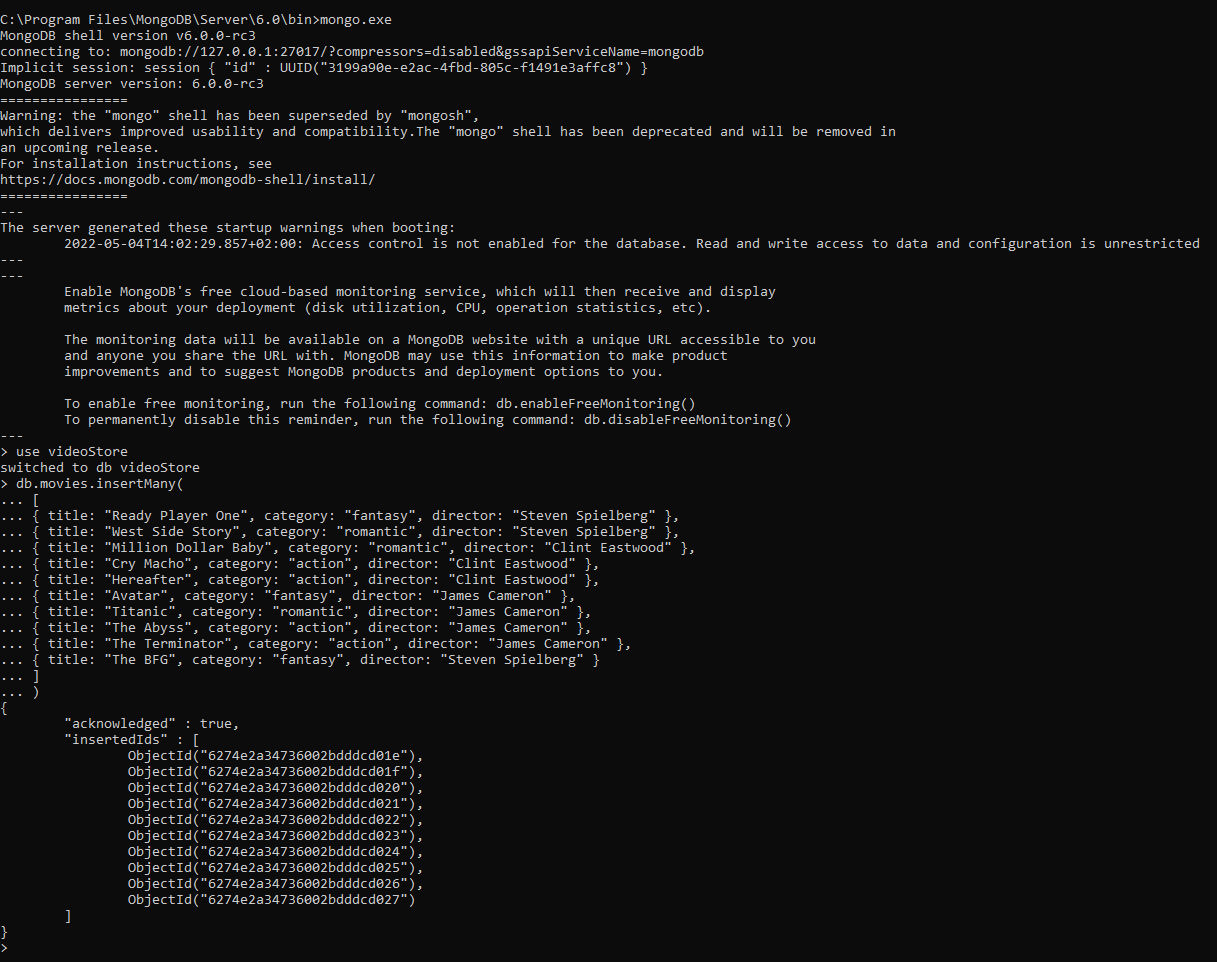 C:\Program Files\MongoDB\Server\6.0\bin>mongo.exe
MongoDB shell version v6.0.0-rc3
connecting to: mongodb://127.0.0.1:27017/?compressors=disabled&gssapiServiceName=mongodb
Implicit session: session { "id" : UUID("3199a90e-e2ac-4fbd-805c-f1491e3affc8") }
MongoDB server version: 6.0.0-rc3
================
Warning: the "mongo" shell has been superseded by "mongosh",
which delivers improved usability and compatibility.The "mongo" shell has been deprecated and will be removed in
an upcoming release.
For installation instructions, see
https://docs.mongodb.com/mongodb-shell/install/
================
---
The server generated these startup warnings when booting:
        2022-05-04T14:02:29.857+02:00: Access control is not enabled for the database. Read and write access to data and configuration is unrestricted
---
---
        Enable MongoDB's free cloud-based monitoring service, which will then receive and display
        metrics about your deployment (disk utilization, CPU, operation statistics, etc).

        The monitoring data will be available on a MongoDB website with a unique URL accessible to you
        and anyone you share the URL with. MongoDB may use this information to make product
        improvements and to suggest MongoDB products and deployment options to you.

        To enable free monitoring, run the following command: db.enableFreeMonitoring()
        To permanently disable this reminder, run the following command: db.disableFreeMonitoring()
---
> use videoStore
switched to db videoStore
> db.movies.insertMany(
... [
... { title: "Ready Player One", category: "fantasy", director: "Steven Spielberg" },
... { title: "West Side Story", category: "romantic", director: "Steven Spielberg" },
... { title: "Million Dollar Baby", category: "romantic", director: "Clint Eastwood" },
... { title: "Cry Macho", category: "action", director: "Clint Eastwood" },
... { title: "Hereafter", category: "action", director: "Clint Eastwood" },
... { title: "Avatar", category: "fantasy", director: "James Cameron" },
... { title: "Titanic", category: "romantic", director: "James Cameron" },
... { title: "The Abyss", category: "action", director: "James Cameron" },
... { title: "The Terminator", category: "action", director: "James Cameron" },
... { title: "The BFG", category: "fantasy", director: "Steven Spielberg" }
... ]
... )
{
        "acknowledged" : true,
        "insertedIds" : [
                ObjectId("6274e2a34736002bdddcd01e"),
                ObjectId("6274e2a34736002bdddcd01f"),
                ObjectId("6274e2a34736002bdddcd020"),
                ObjectId("6274e2a34736002bdddcd021"),
                ObjectId("6274e2a34736002bdddcd022"),
                ObjectId("6274e2a34736002bdddcd023"),
                ObjectId("6274e2a34736002bdddcd024"),
                ObjectId("6274e2a34736002bdddcd025"),
                ObjectId("6274e2a34736002bdddcd026"),
                ObjectId("6274e2a34736002bdddcd027")
        ]
}
>